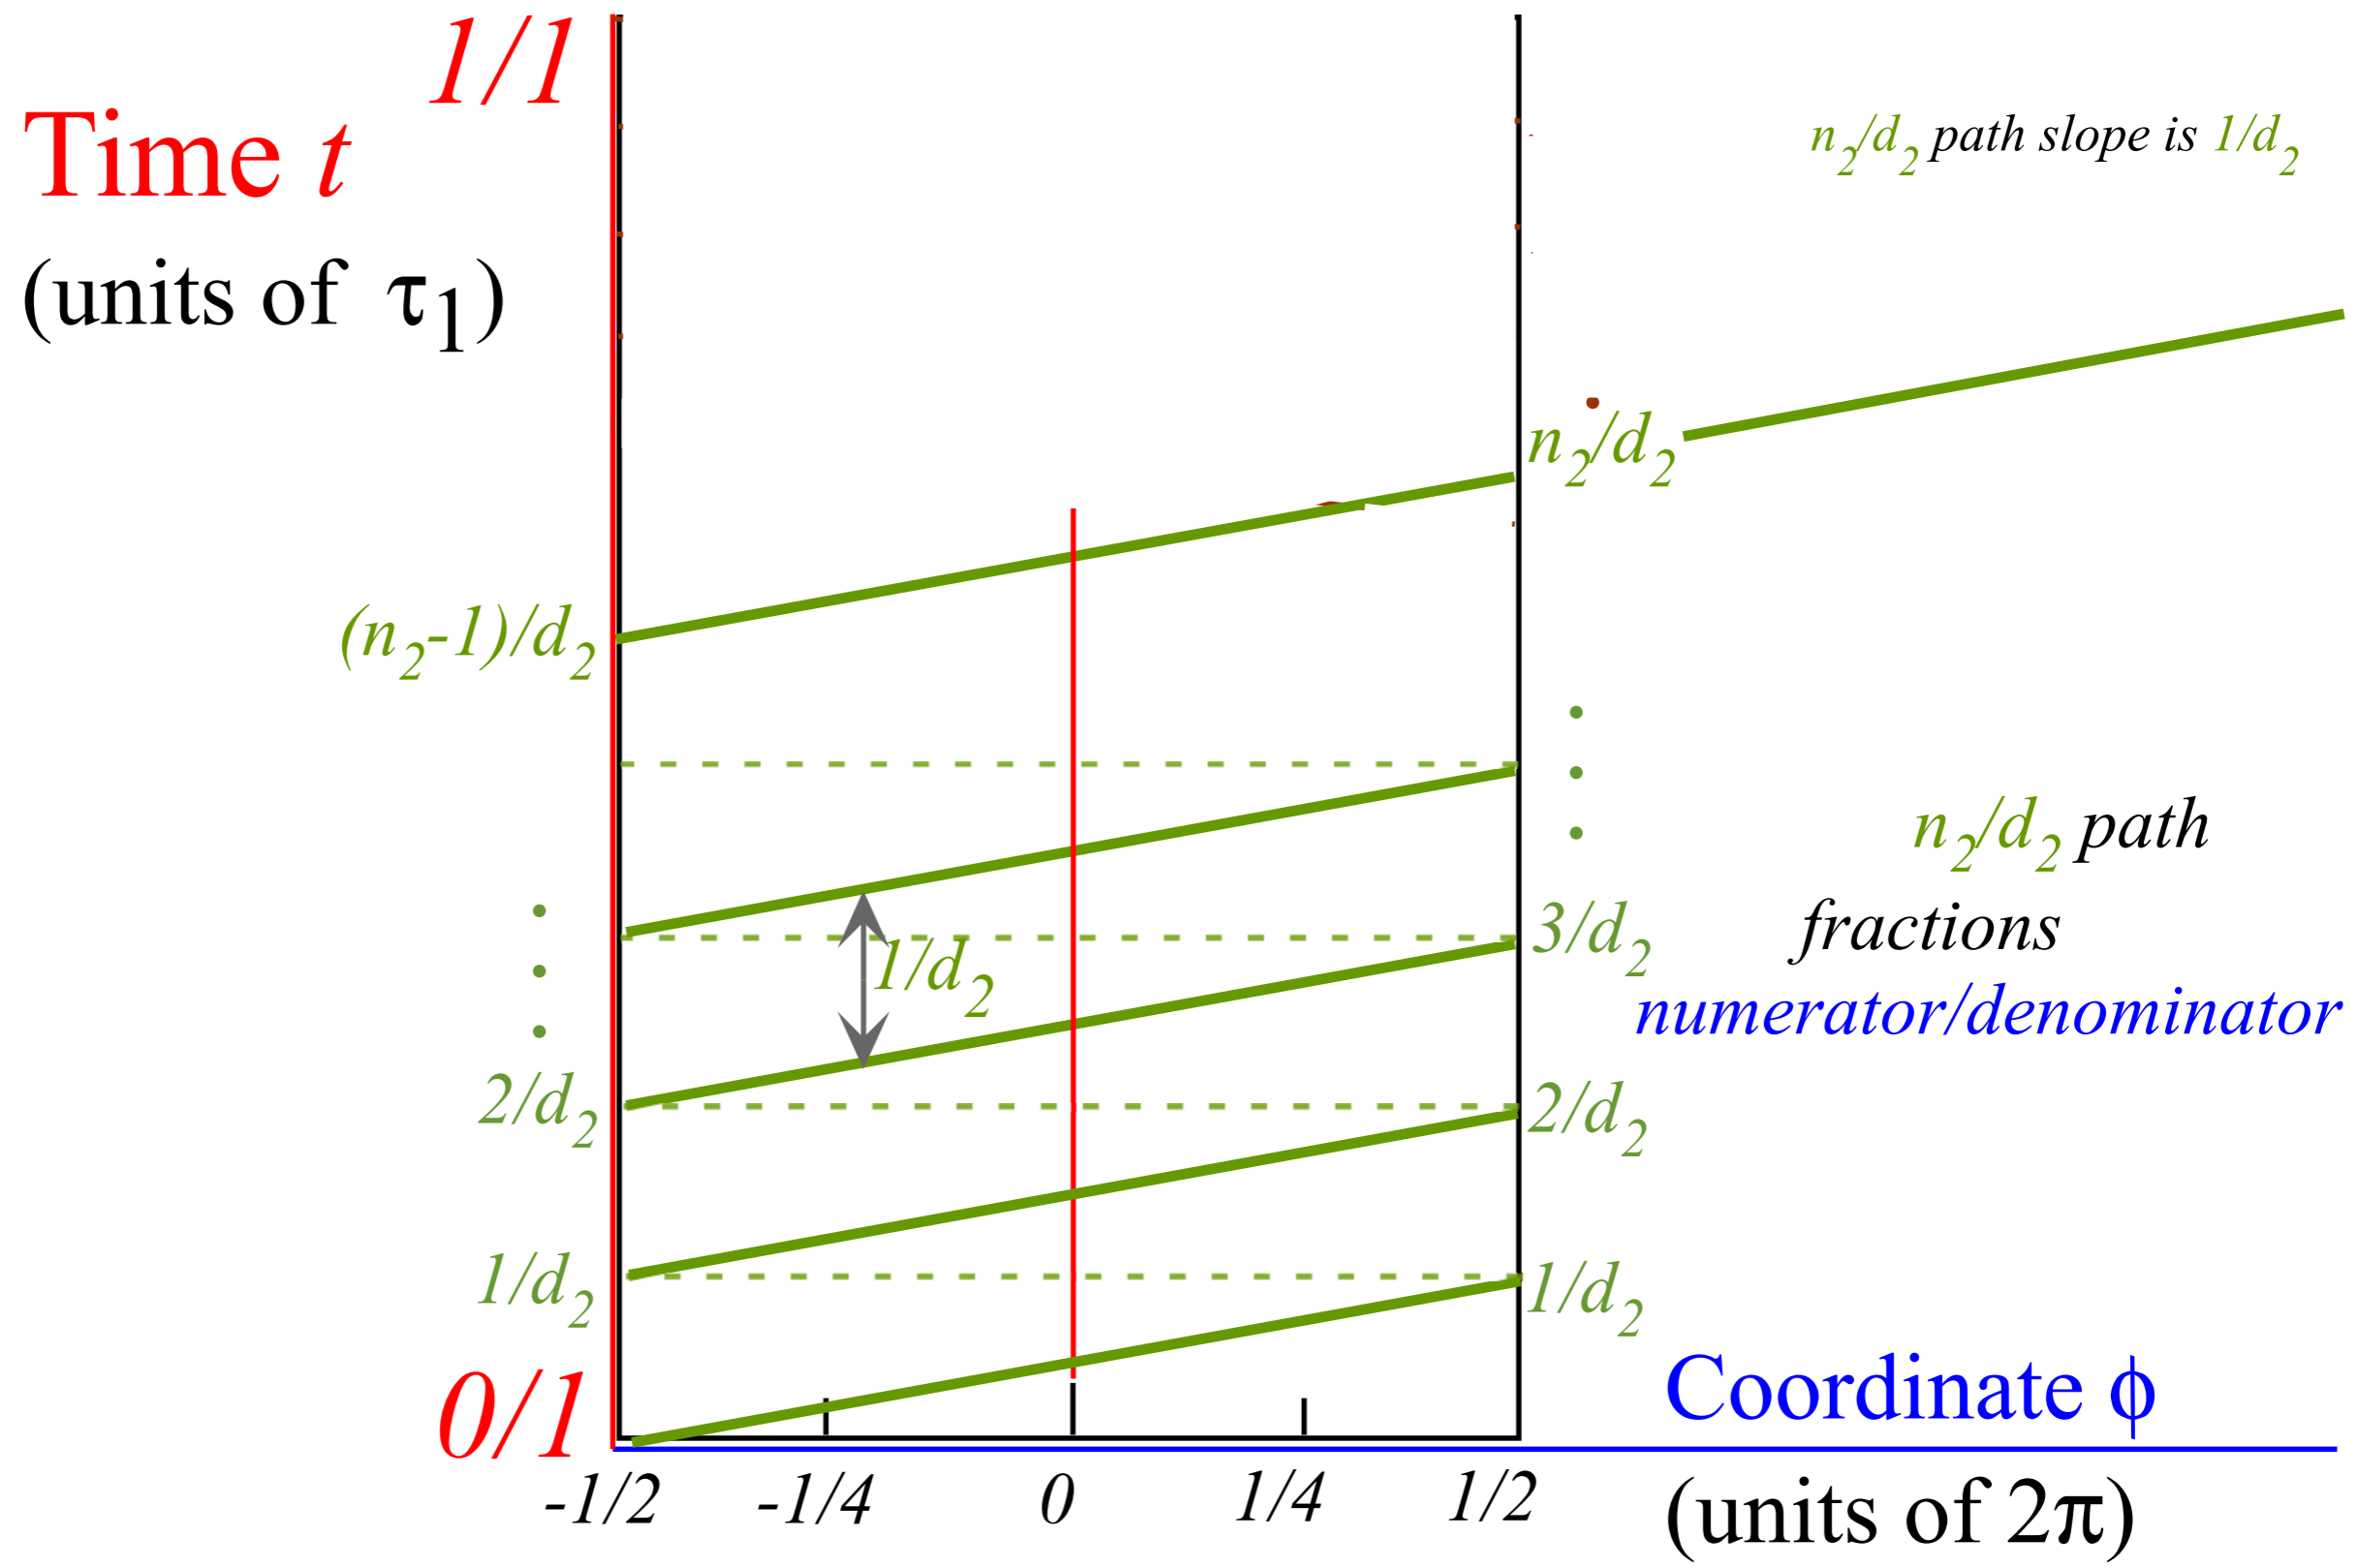 1/1
Time t
(units of τ₁)
n₂/d₂ path slope is 1/d₂
n₂/d₂
(n₂-1)/d₂
n₂/d₂ path
fractions
numerator/denominator
3/d₂
1/d₂
2/d₂
2/d₂
1/d₂
1/d₂
0/1
Coordinate ϕ
(units of 2π)
-1/2 -1/4 0 1/4 1/2